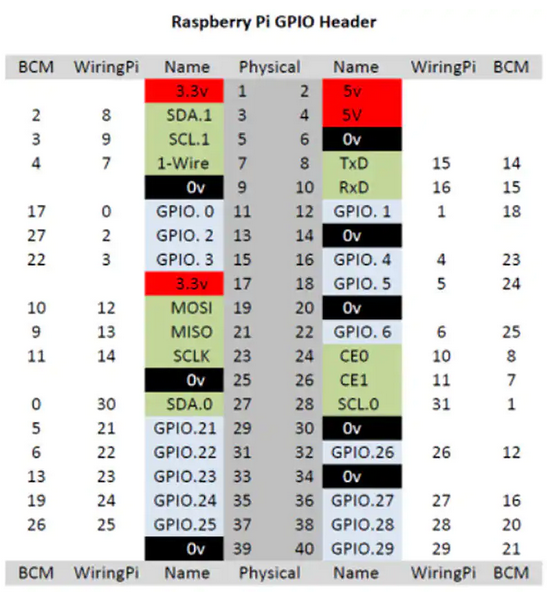 Raspberry Pi GPIO Header
BCM WiringPi Name Physical Name WiringPi BCM
3.3v 1 2 5v
2 8 SDA.1 3 4 5V
3 9 SCL.1 5 6 0v
4 7 1-Wire 7 8 TxD 15 14
0v 9 10 RxD 16 15
17 0 GPIO. 0 11 12 GPIO. 1 1 18
27 2 GPIO. 2 13 14 0v
22 3 GPIO. 3 15 16 GPIO. 4 4 23
3.3v 17 18 GPIO. 5 5 24
10 12 MOSI 19 20 0v
9 13 MISO 21 22 GPIO. 6 6 25
11 14 SCLK 23 24 CE0 10 8
0v 25 26 CE1 11 7
0 30 SDA.0 27 28 SCL.0 31 1
5 21 GPIO.21 29 30 0v
6 22 GPIO.22 31 32 GPIO.26 26 12
13 23 GPIO.23 33 34 0v
19 24 GPIO.24 35 36 GPIO.27 27 16
26 25 GPIO.25 37 38 GPIO.28 28 20
0v 39 40 GPIO.29 29 21
BCM WiringPi Name Physical Name WiringPi BCM